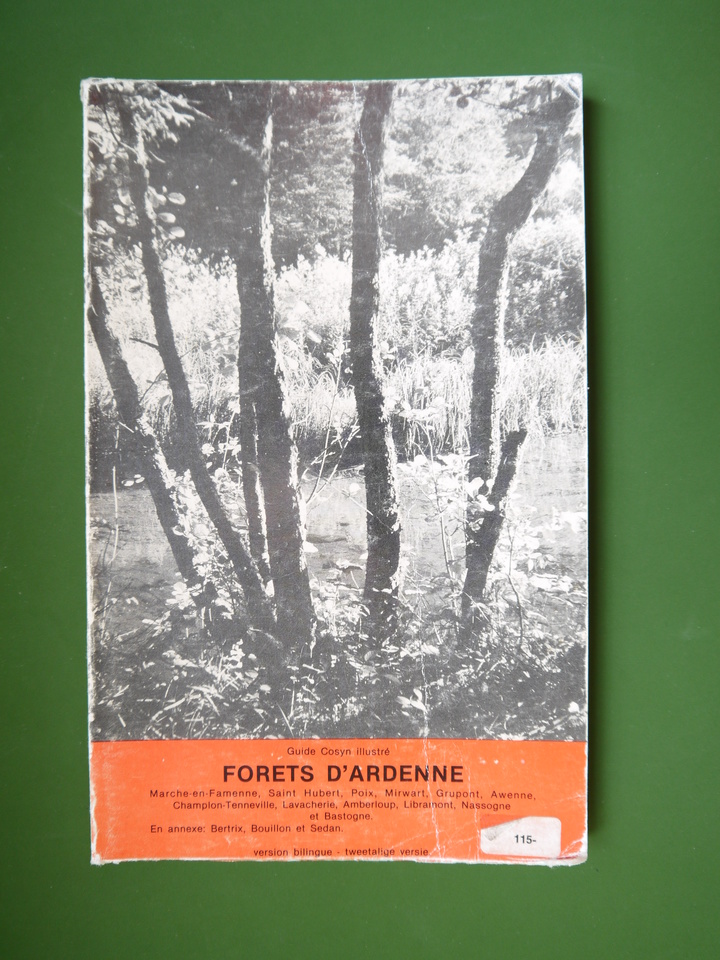 Guide Cosyn illustré
FORETS D'ARDENNE
Marche-en-Famenne, Saint Hubert, Poix, Mirwart, Grupont, Awenne,
Champlon-Tenneville, Lavacherie, Amberloup, Libramont, Nassogne
et Bastogne.
En annexe: Bertrix, Bouillon et Sedan.
115-
version bilingue - tweetalige versie